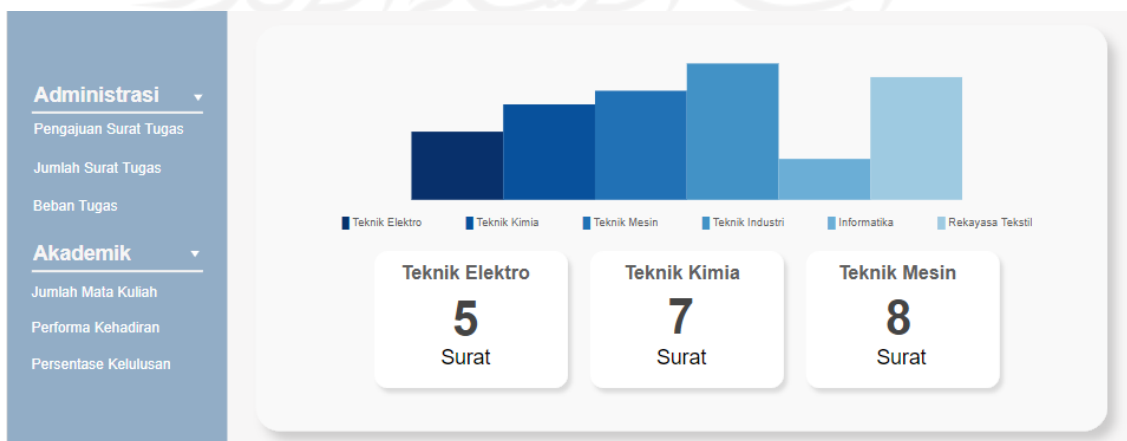 Administrasi
Pengajuan Surat Tugas
Jumlah Surat Tugas
Beban Tugas
Akademik
Jumlah Mata Kuliah
Performa Kehadiran
Persentase Kelulusan
Teknik Elektro Teknik Kimia Teknik Mesin Teknik Industri Informatika Rekayasa Tekstil
Teknik Elektro
5
Surat
Teknik Kimia
7
Surat
Teknik Mesin
8
Surat